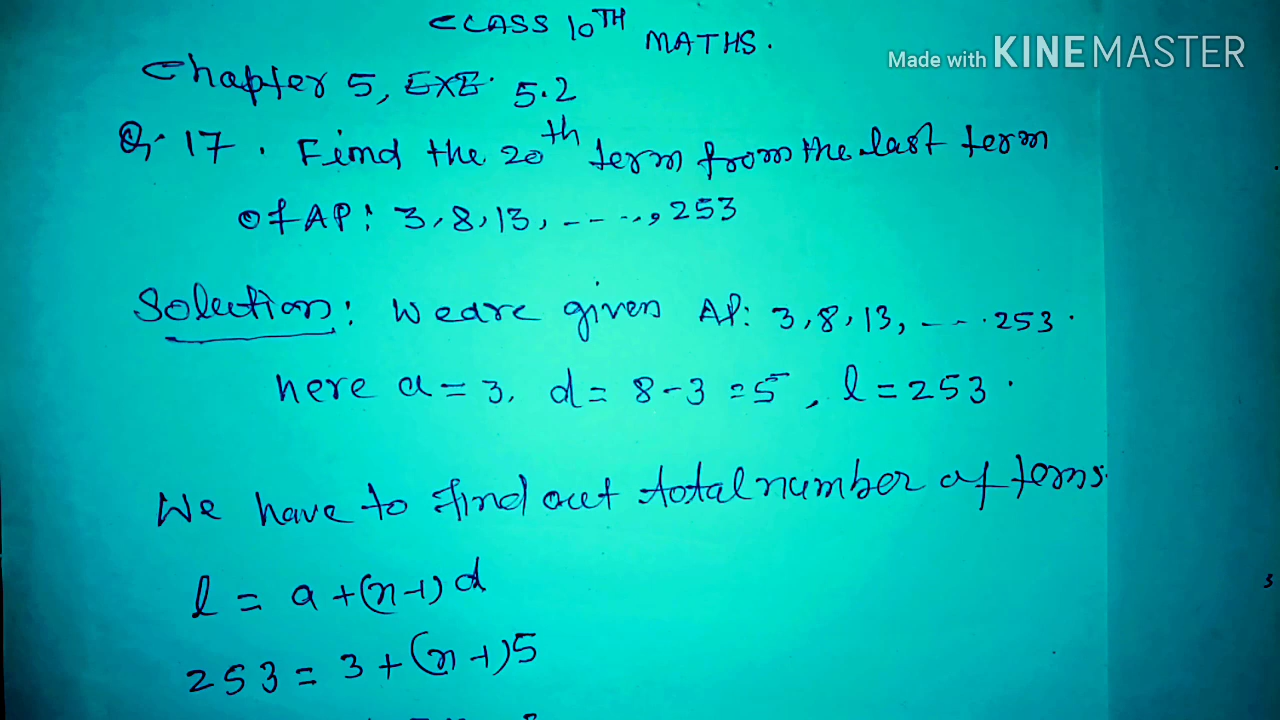 CLASS 10TH MATHS.
Made with KINEMASTER
Chapter 5, EXE. 5.2
Q. 17. Find the 20th term from the last term
of AP: 3, 8, 13, - - - .., 253
Solution: We are given AP: 3, 8, 13, -- -- . 253.
here a = 3, d = 8-3 = 5, l = 253.
We have to find out total number of terms.
l = a + (n-1) d
253 = 3 + (n-1) 5